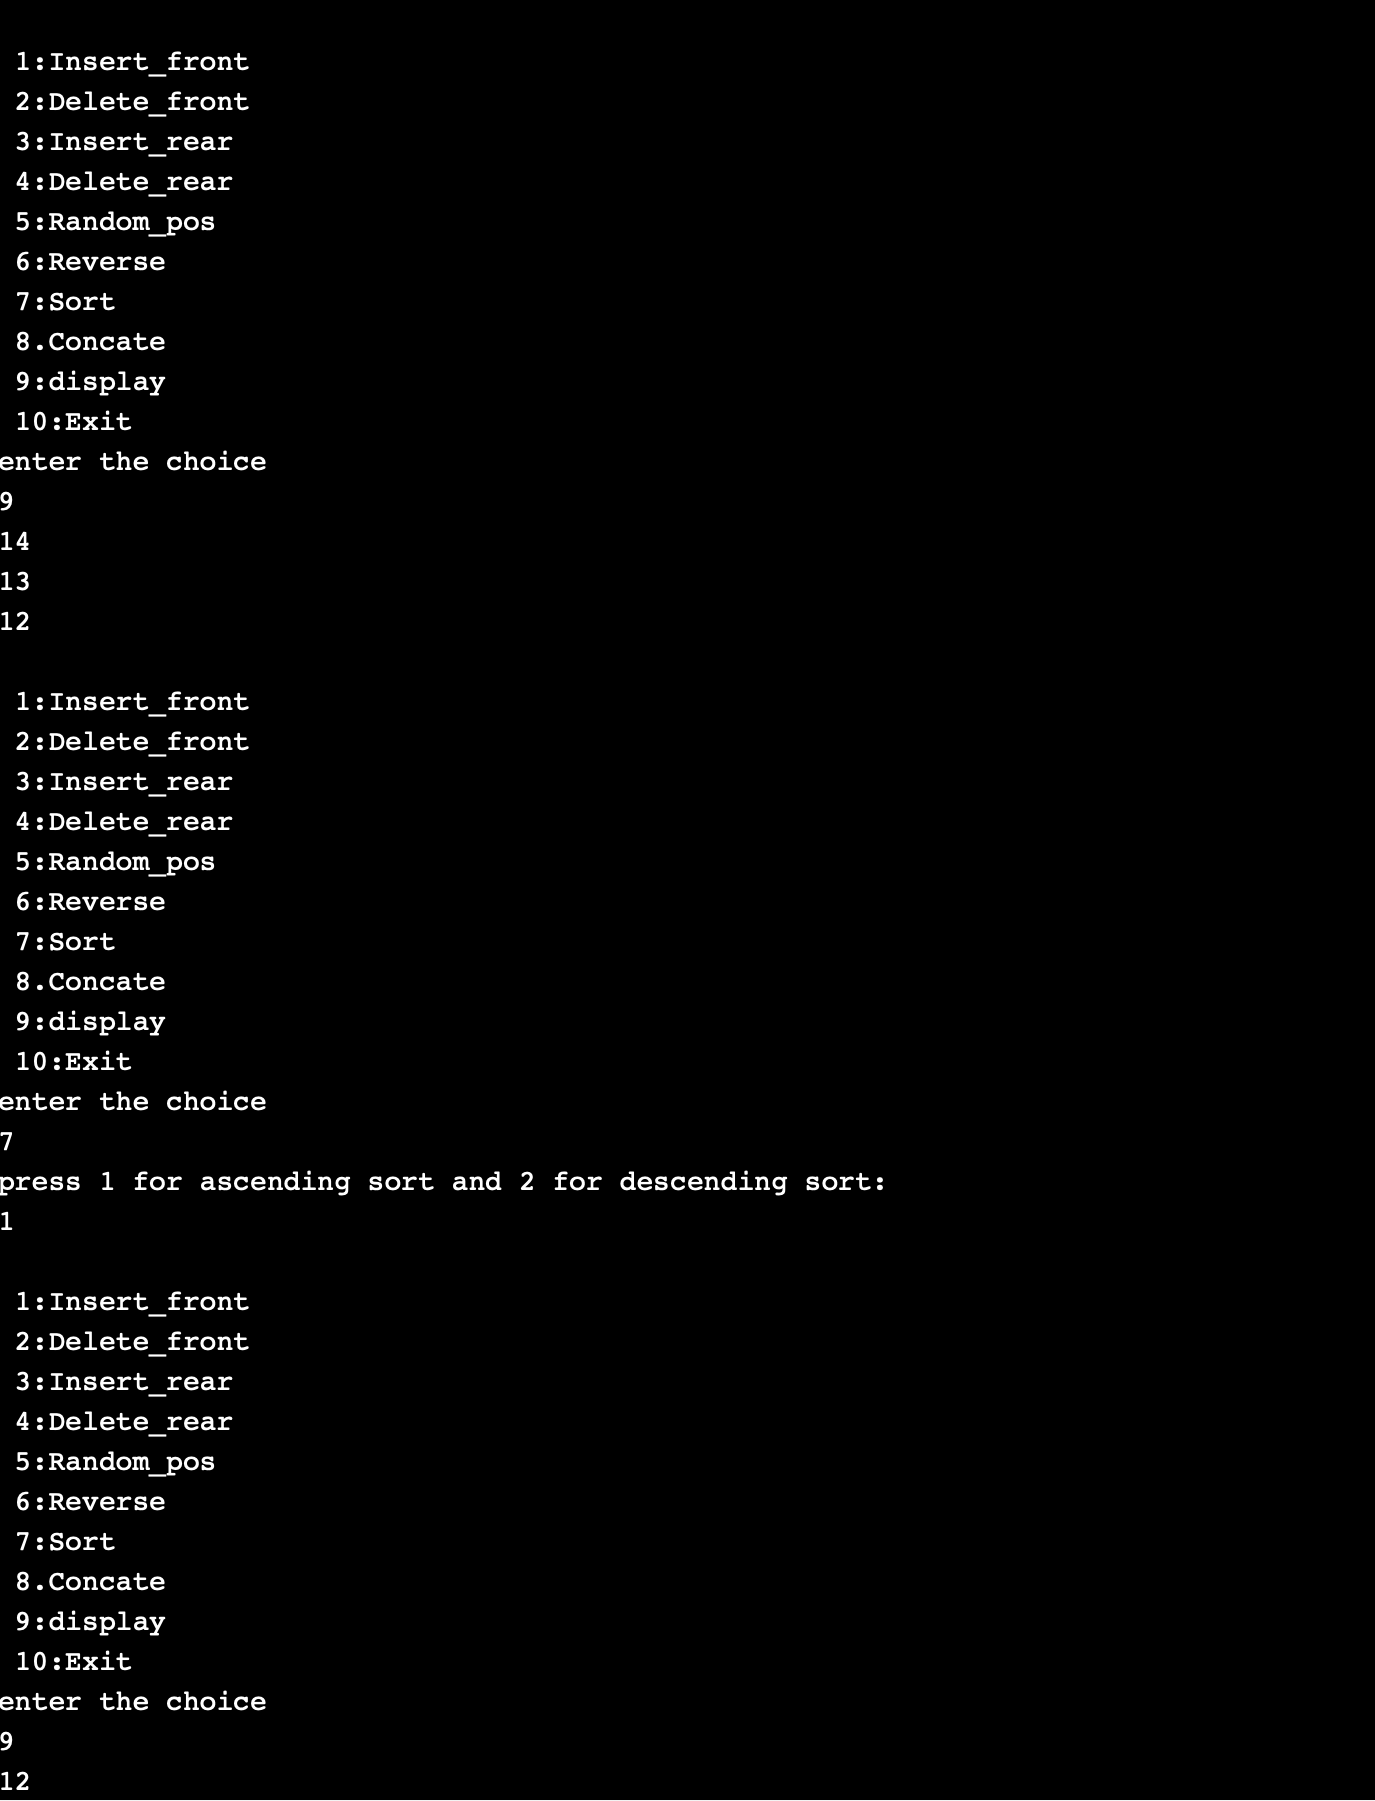 1:Insert_front
2:Delete_front
3:Insert_rear
4:Delete_rear
5:Random_pos
6:Reverse
7:Sort
8.Concate
9:display
10:Exit
enter the choice
9
14
13
12
1:Insert_front
2:Delete_front
3:Insert_rear
4:Delete_rear
5:Random_pos
6:Reverse
7:Sort
8.Concate
9:display
10:Exit
enter the choice
7
press 1 for ascending sort and 2 for descending sort:
1
1:Insert_front
2:Delete_front
3:Insert_rear
4:Delete_rear
5:Random_pos
6:Reverse
7:Sort
8.Concate
9:display
10:Exit
enter the choice
9
12